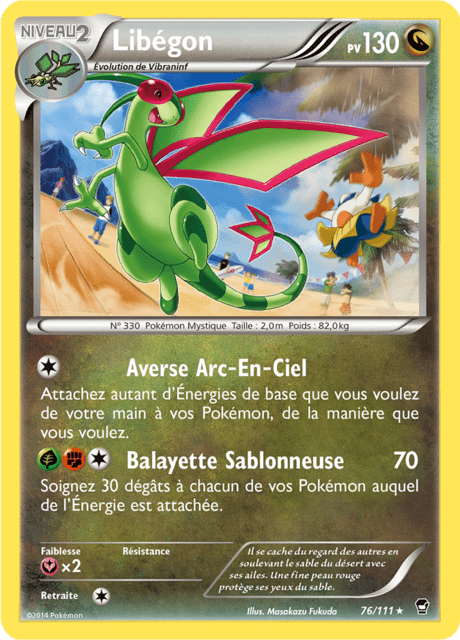 NIVEAU2
Libégon
PV130
Évolution de Vibraninf
N° 330 Pokémon Mystique Taille : 2,0m Poids : 82,0kg
Averse Arc-En-Ciel
Attachez autant d'Énergies de base que vous voulez
de votre main à vos Pokémon, de la manière que
vous voulez.
Balayette Sablonneuse 70
Soignez 30 dégâts à chacun de vos Pokémon auquel
de l'Énergie est attachée.
Faiblesse Résistance
×2
Retraite
Il se cache du regard des autres en
soulevant le sable du désert avec
ses ailes. Une fine peau rouge
protège ses yeux du sable.
©2014 Pokémon
Illus. Masakazu Fukuda
76/111 ★